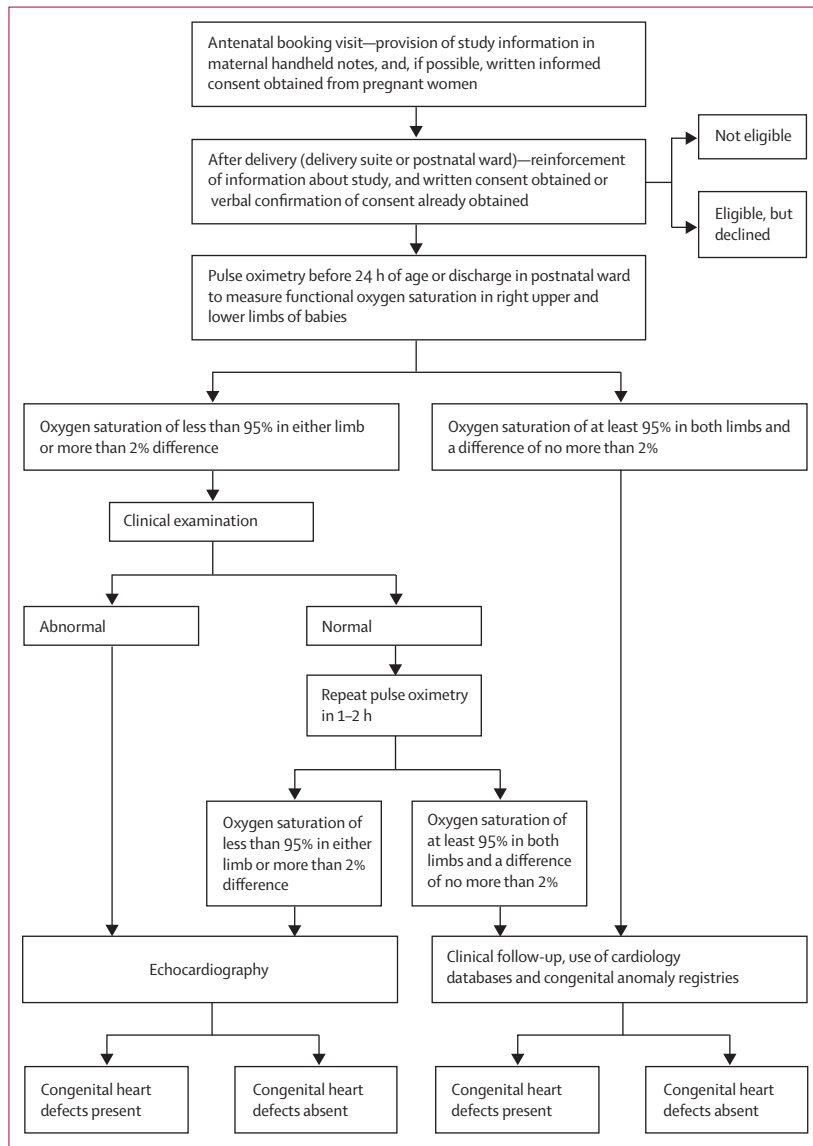 Antenatal booking visit—provision of study information in
maternal handheld notes, and, if possible, written informed
consent obtained from pregnant women
Not eligible
After delivery (delivery suite or postnatal ward)—reinforcement
of information about study, and written consent obtained or
verbal confirmation of consent already obtained
Eligible, but
declined
Pulse oximetry before 24 h of age or discharge in postnatal ward
to measure functional oxygen saturation in right upper and
lower limbs of babies
Oxygen saturation of less than 95% in either limb
or more than 2% difference
Oxygen saturation of at least 95% in both limbs and
a difference of no more than 2%
Clinical examination
Abnormal
Normal
Repeat pulse oximetry
in 1–2 h
Oxygen saturation of
less than 95% in either
limb or more than 2%
difference
Oxygen saturation of
at least 95% in both
limbs and a difference
of no more than 2%
Echocardiography
Clinical follow-up, use of cardiology
databases and congenital anomaly registries
Congenital heart
defects present
Congenital heart
defects absent
Congenital heart
defects present
Congenital heart
defects absent